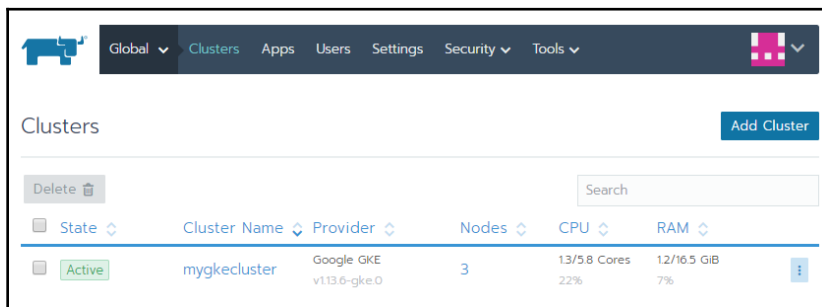 Global Clusters Apps Users Settings Security Tools
Clusters
Add Cluster
Delete
Search
State Cluster Name Provider Nodes CPU RAM
Active mygkecluster Google GKE 3 1.3/5.8 Cores 1.2/16.5 GiB
v1.13.6-gke.0 22% 7%